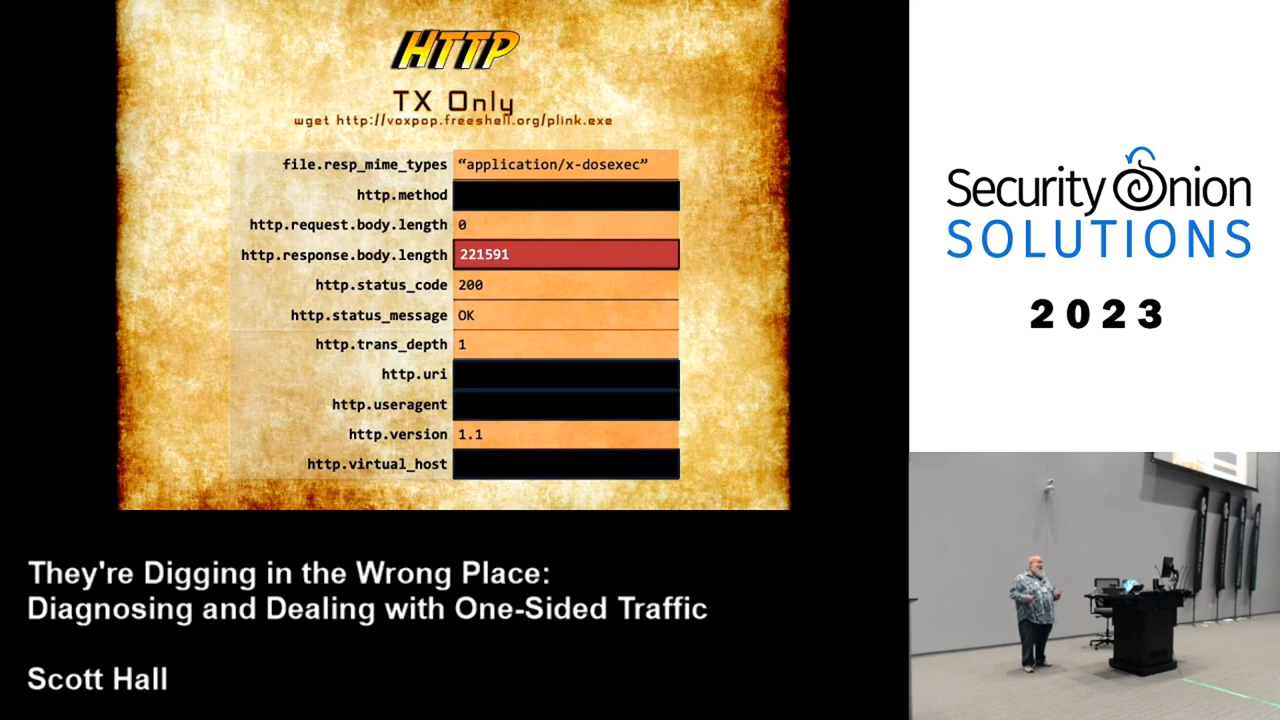 HTTP
TX Only
wget http://voxpop.freeshell.org/plink.exe
file.resp_mime_types “application/x-dosexec”
http.method
http.request.body.length 0
http.response.body.length 221591
http.status_code 200
http.status_message OK
http.trans_depth 1
http.uri
http.useragent
http.version 1.1
http.virtual_host
Security Onion
SOLUTIONS
2023
They're Digging in the Wrong Place:
Diagnosing and Dealing with One-Sided Traffic
Scott Hall